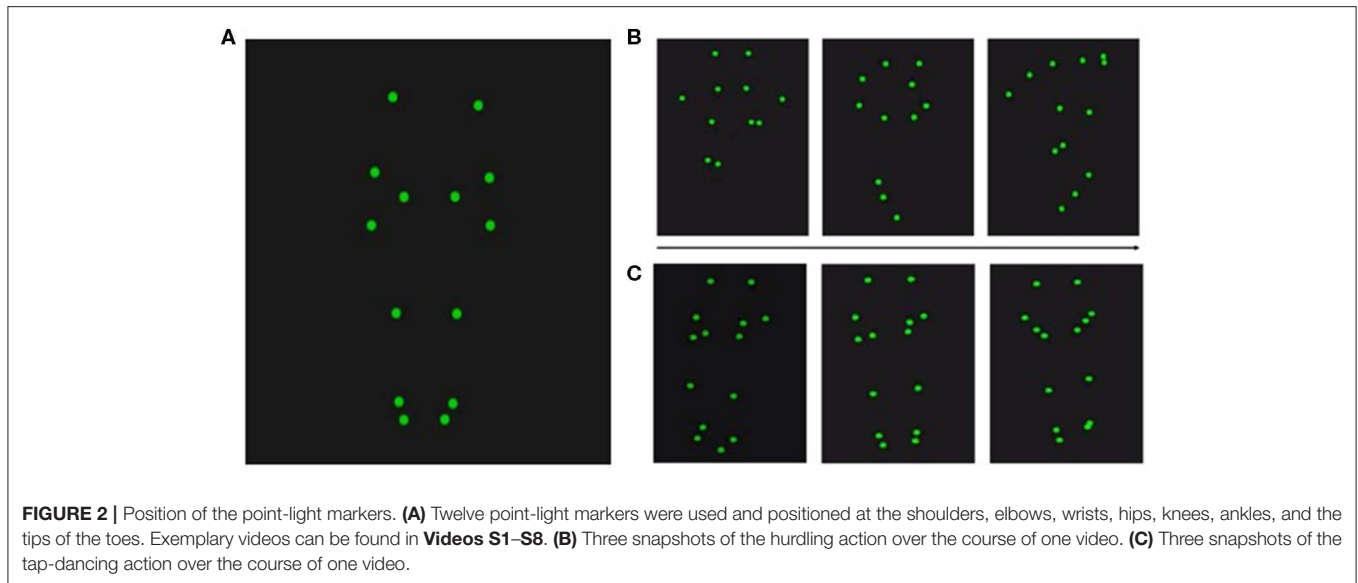 A
B
C
FIGURE 2 | Position of the point-light markers. (A) Twelve point-light markers were used and positioned at the shoulders, elbows, wrists, hips, knees, ankles, and the
tips of the toes. Exemplary videos can be found in Videos S1–S8. (B) Three snapshots of the hurdling action over the course of one video. (C) Three snapshots of the
tap-dancing action over the course of one video.